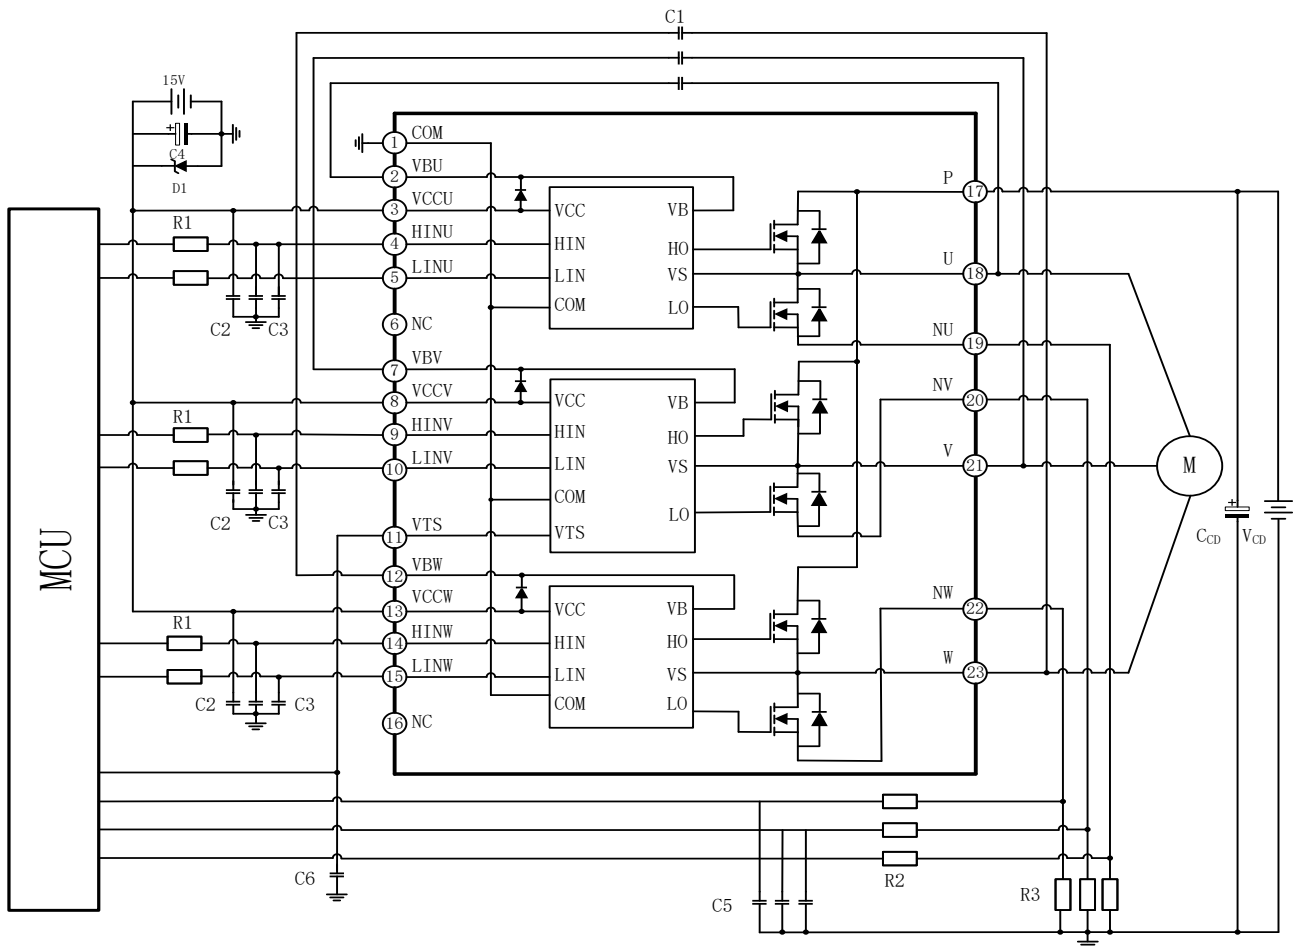 C1
15V
+
C4
D1
MCU
R1
C2
C3
R1
C2
C3
R1
C2
C3
C6
1 COM
2 VBU
3 VCCU
4 HINU
5 LINU
6 NC
7 VBV
8 VCCV
9 HINV
10 LINV
11 VTS
12 VBW
13 VCCW
14 HINW
15 LINW
16 NC
VCC VB
HIN HO
LIN VS
COM LO
VCC VB
HIN HO
LIN VS
COM LO
VTS
VCC VB
HIN HO
LIN VS
COM LO
P 17
U 18
NU 19
NV 20
V 21
NW 22
W 23
M
+
CCD VCD
R2
C5
R3